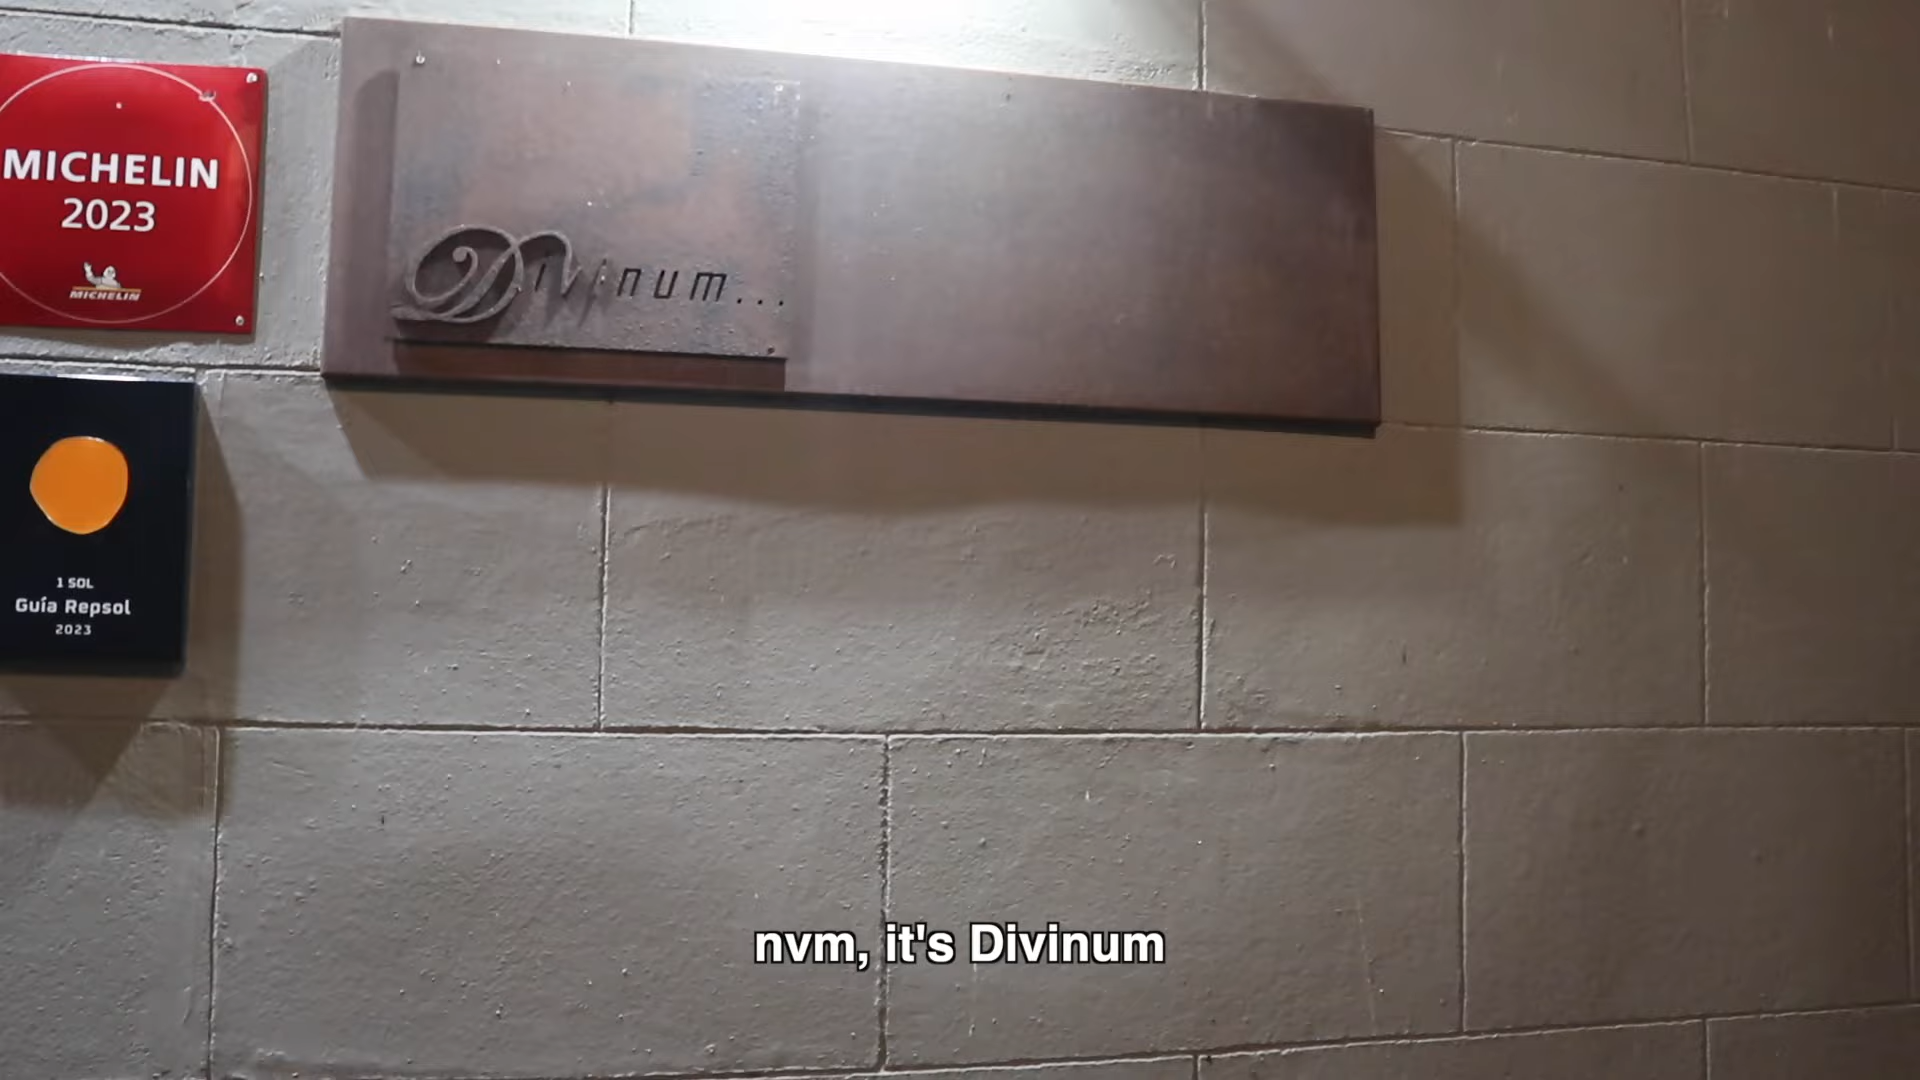 MICHELIN
2023
MICHELIN
Divinum...
1 SOL
Guía Repsol
2023
nvm, it's Divinum